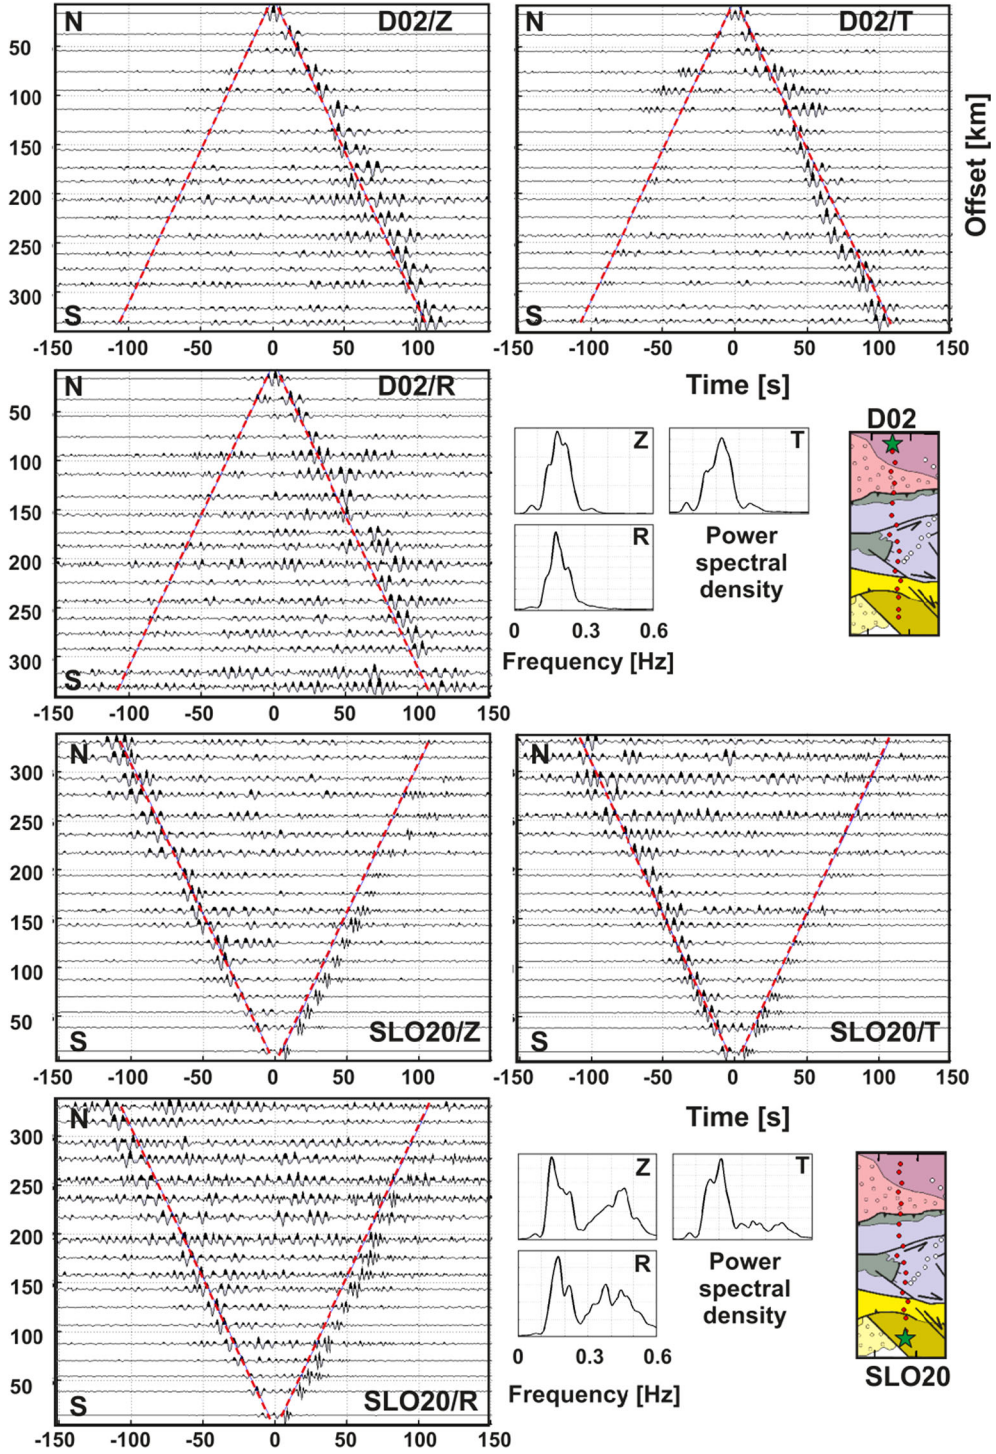 N D02/Z
50
100
150
200
250
300
S
-150 -100 -50 0 50 100 150
N D02/T
S
-150 -100 -50 0 50 100 150
Offset [km]
Time [s]
N D02/R
50
100
150
200
250
300
S
-150 -100 -50 0 50 100 150
Z
T
R
0 0.3 0.6
Frequency [Hz]
Power
spectral
density
D02
N
300
250
200
150
100
50
S SLO20/Z
-150 -100 -50 0 50 100 150
N
S SLO20/T
-150 -100 -50 0 50 100 150
Time [s]
N
300
250
200
150
100
50
S SLO20/R
-150 -100 -50 0 50 100 150
Z
T
R
0 0.3 0.6
Frequency [Hz]
Power
spectral
density
SLO20